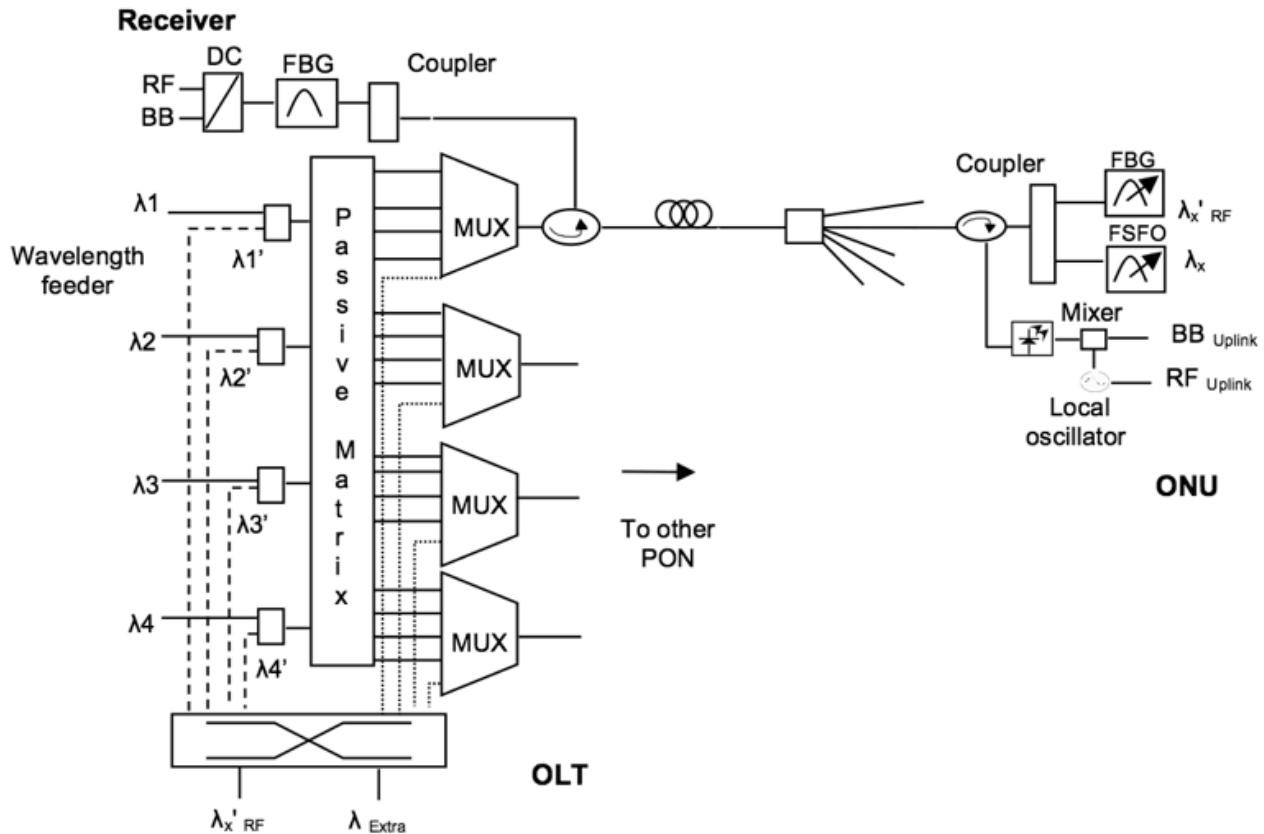 Receiver
DC
FBG
Coupler
RF
BB
λ1
Wavelength
feeder
λ1’
λ2
λ2’
λ3
λ3’
λ4
λ4’
Passive Matrix
MUX
MUX
MUX
MUX
λx' RF
λ Extra
OLT
To other
PON
Coupler
FBG
λx' RF
FSFO
λx
Mixer
BB Uplink
RF Uplink
Local
oscillator
ONU